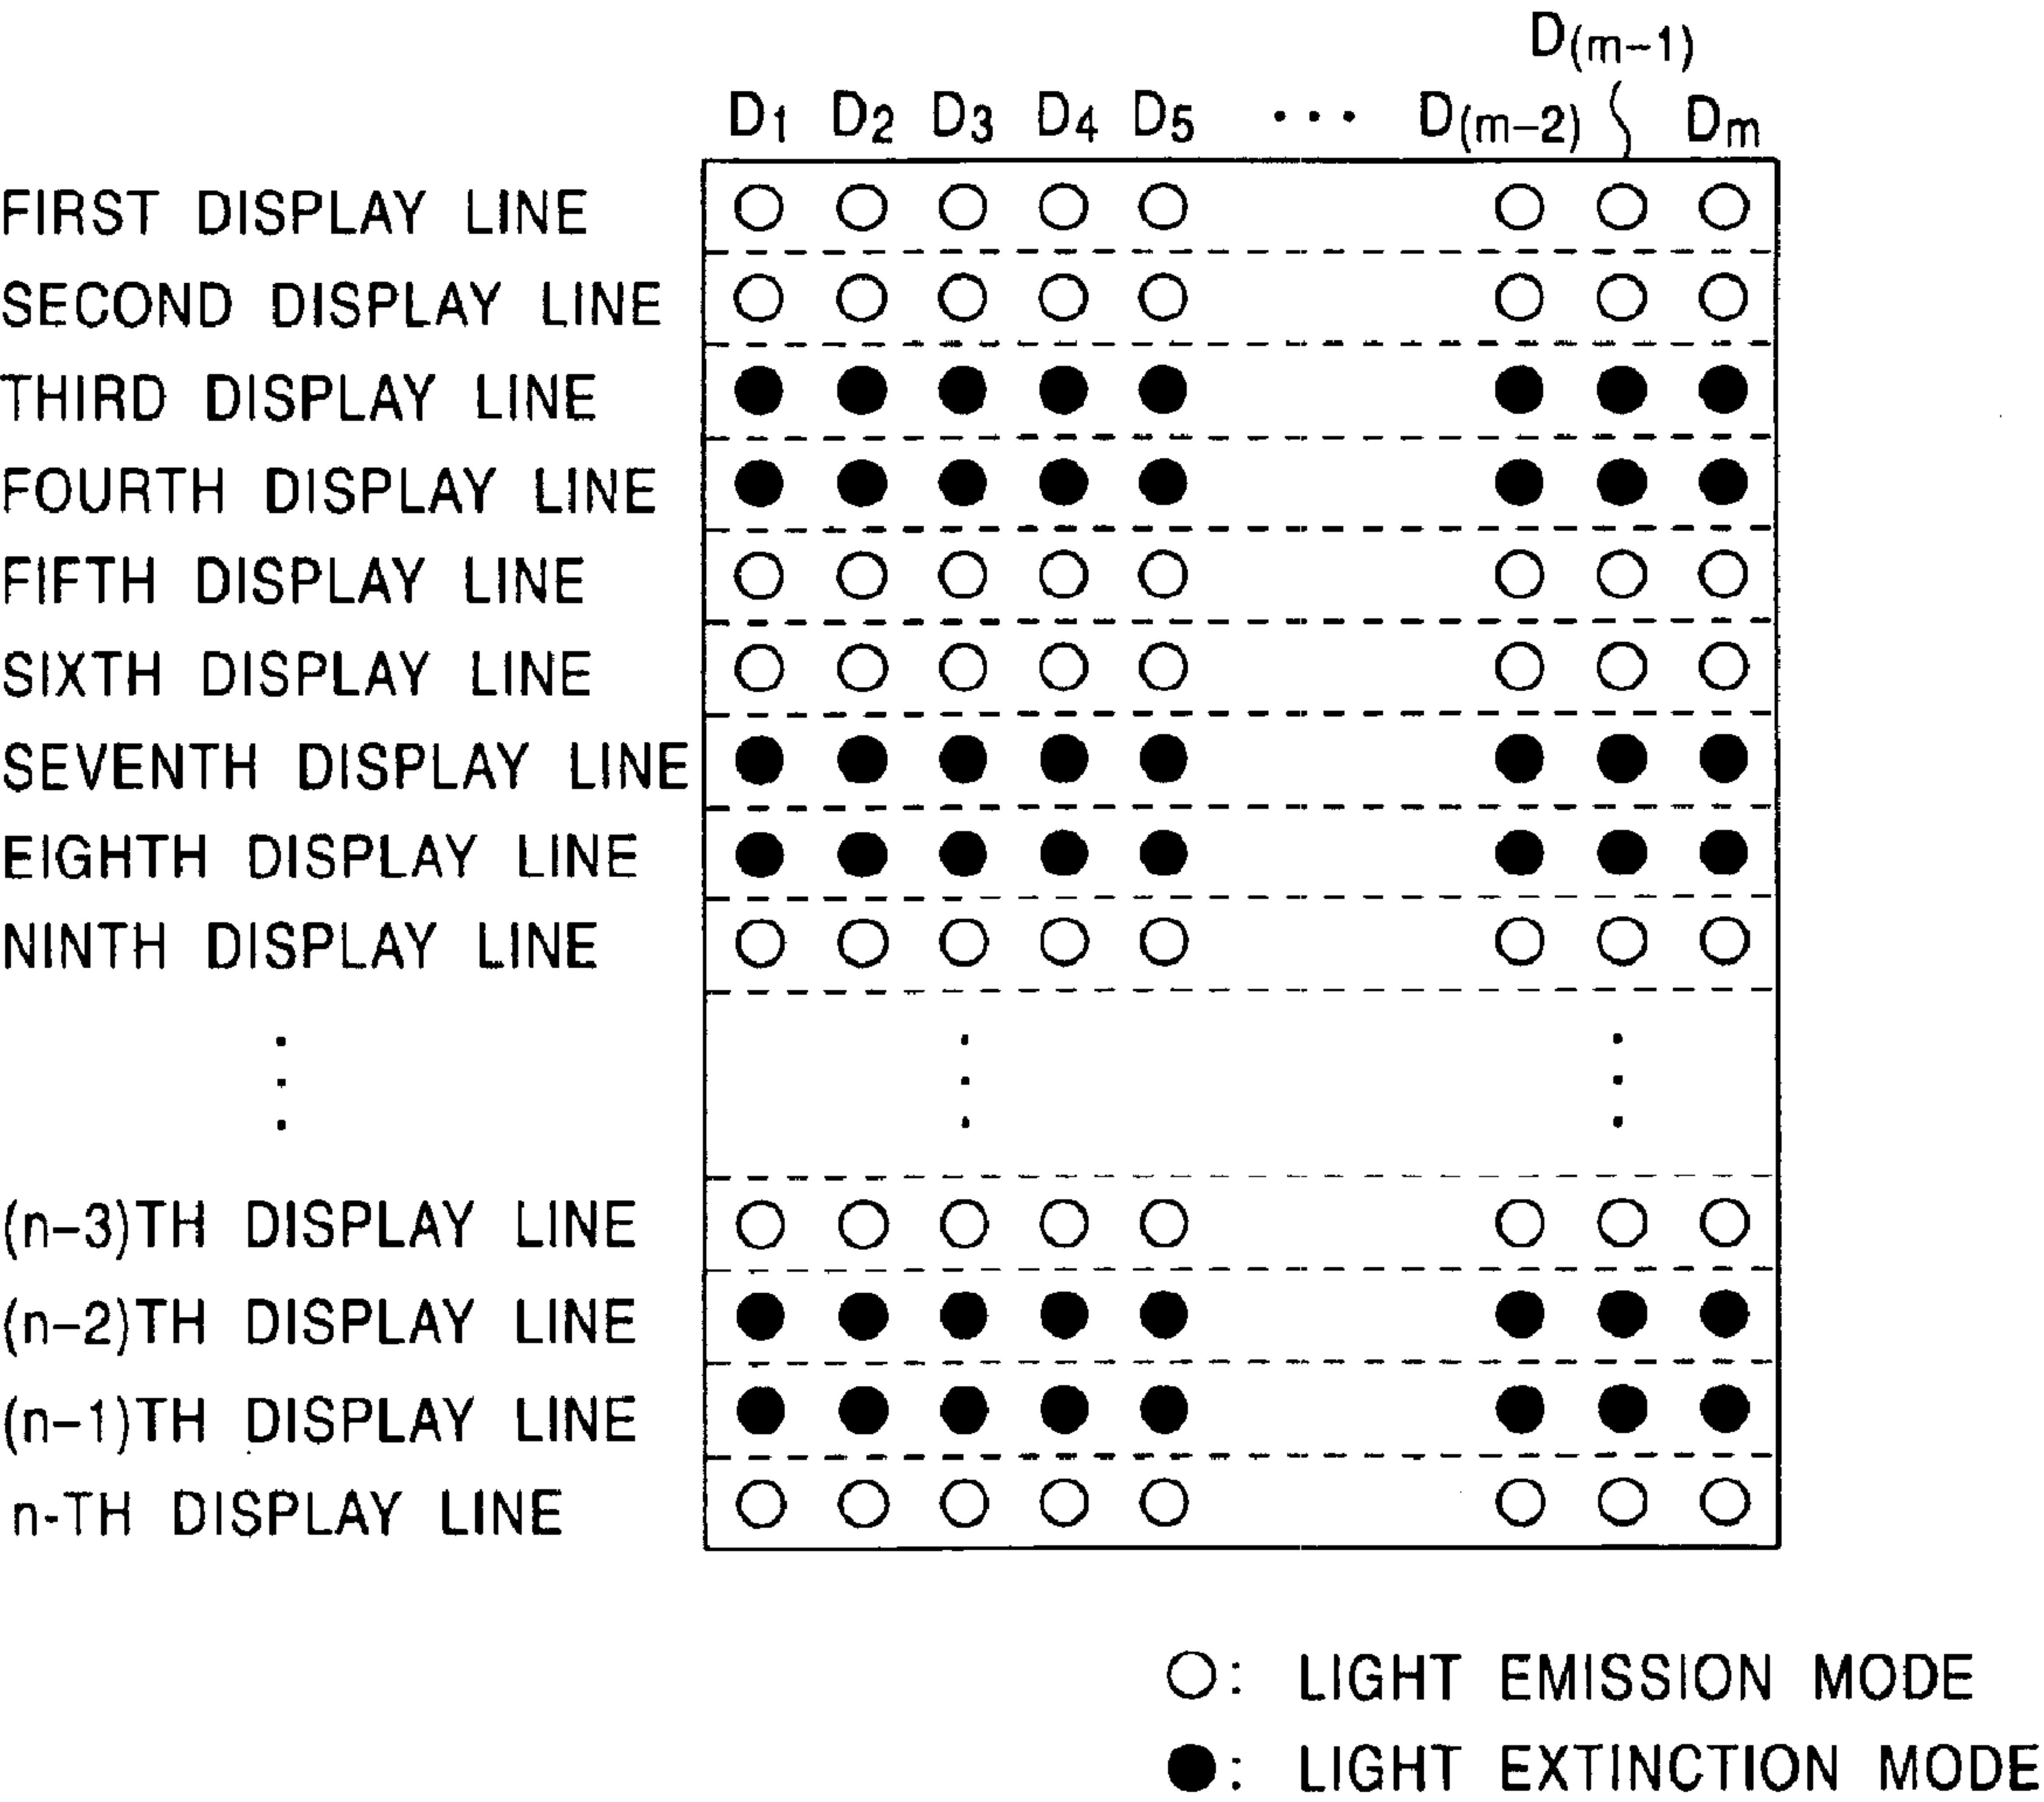 D(m-1)
D1 D2 D3 D4 D5 ... D(m-2) Dm
FIRST DISPLAY LINE
SECOND DISPLAY LINE
THIRD DISPLAY LINE
FOURTH DISPLAY LINE
FIFTH DISPLAY LINE
SIXTH DISPLAY LINE
SEVENTH DISPLAY LINE
EIGHTH DISPLAY LINE
NINTH DISPLAY LINE
(n-3)TH DISPLAY LINE
(n-2)TH DISPLAY LINE
(n-1)TH DISPLAY LINE
n-TH DISPLAY LINE
○: LIGHT EMISSION MODE
●: LIGHT EXTINCTION MODE